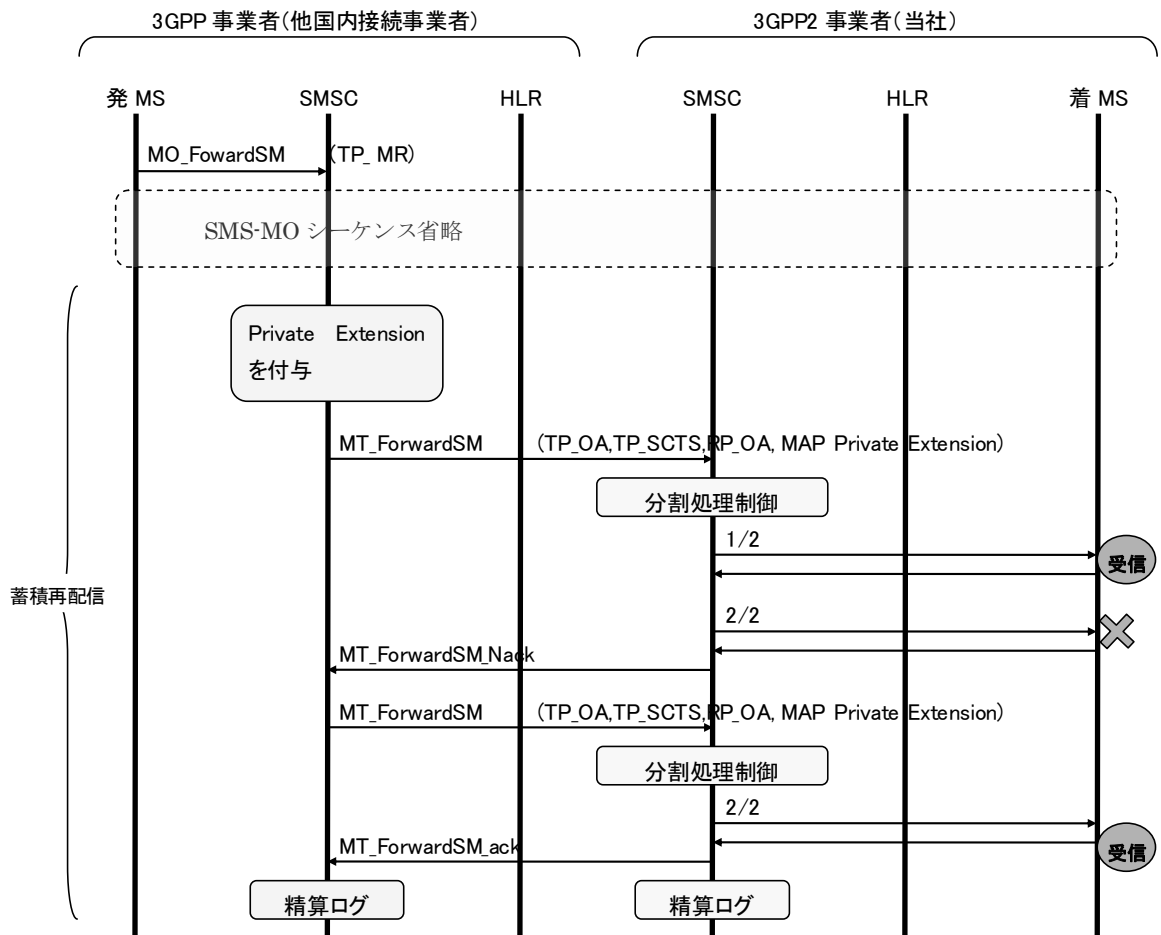 3GPP 事業者(他国内接続事業者)
3GPP2 事業者(当社)
発 MS
SMSC
HLR
SMSC
HLR
着 MS
MO_FowardSM (TP_ MR)
SMS-MO シーケンス省略
Private Extension
を付与
MT_ForwardSM (TP_OA,TP_SCTS,RP_OA, MAP Private Extension)
分割処理制御
1/2
受信
蓄積再配信
2/2
MT_ForwardSM_Nack
MT_ForwardSM (TP_OA,TP_SCTS,RP_OA, MAP Private Extension)
分割処理制御
2/2
MT_ForwardSM_ack
受信
精算ログ
精算ログ